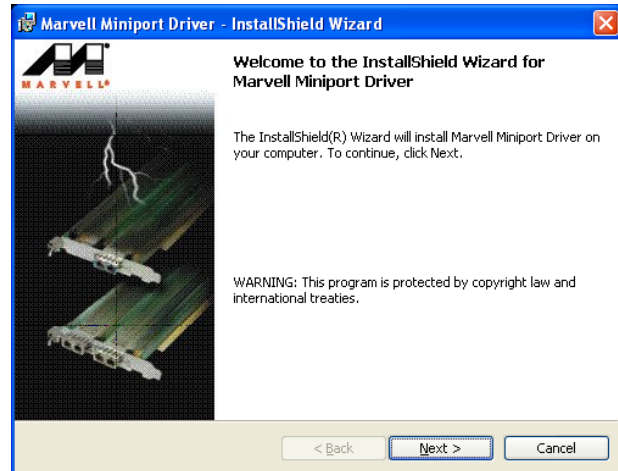 Marvell Miniport Driver - InstallShield Wizard
MARVELL®
Welcome to the InstallShield Wizard for
Marvell Miniport Driver
The InstallShield(R) Wizard will install Marvell Miniport Driver on
your computer. To continue, click Next.
WARNING: This program is protected by copyright law and
international treaties.
< Back
Next >
Cancel